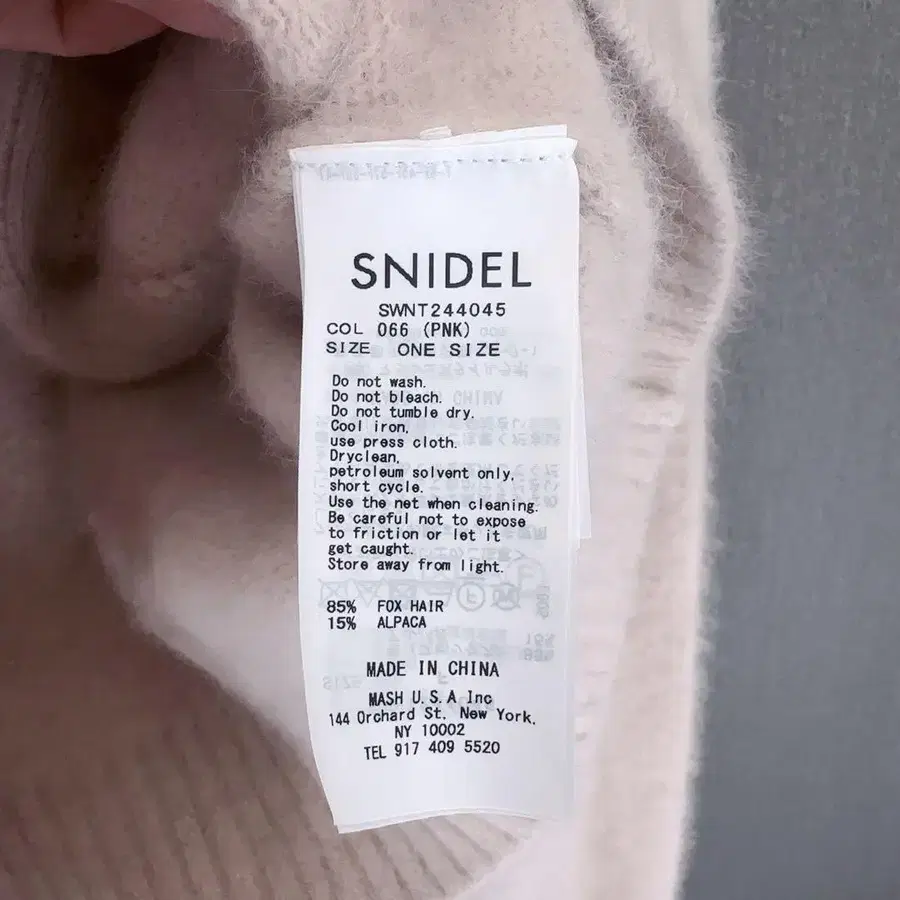 SNIDEL
SWNT244045
COL 066 (PNK)
SIZE ONE SIZE
Do not wash.
Do not bleach.
Do not tumble dry.
Cool iron,
use press cloth.
Dryclean,
petroleum solvent only,
short cycle.
Use the net when cleaning.
Be careful not to expose
to friction or let it
get caught.
Store away from light.
85% FOX HAIR
15% ALPACA
MADE IN CHINA
MASH U.S.A Inc
144 Orchard St. New York,
NY 10002
TEL 917 409 5520